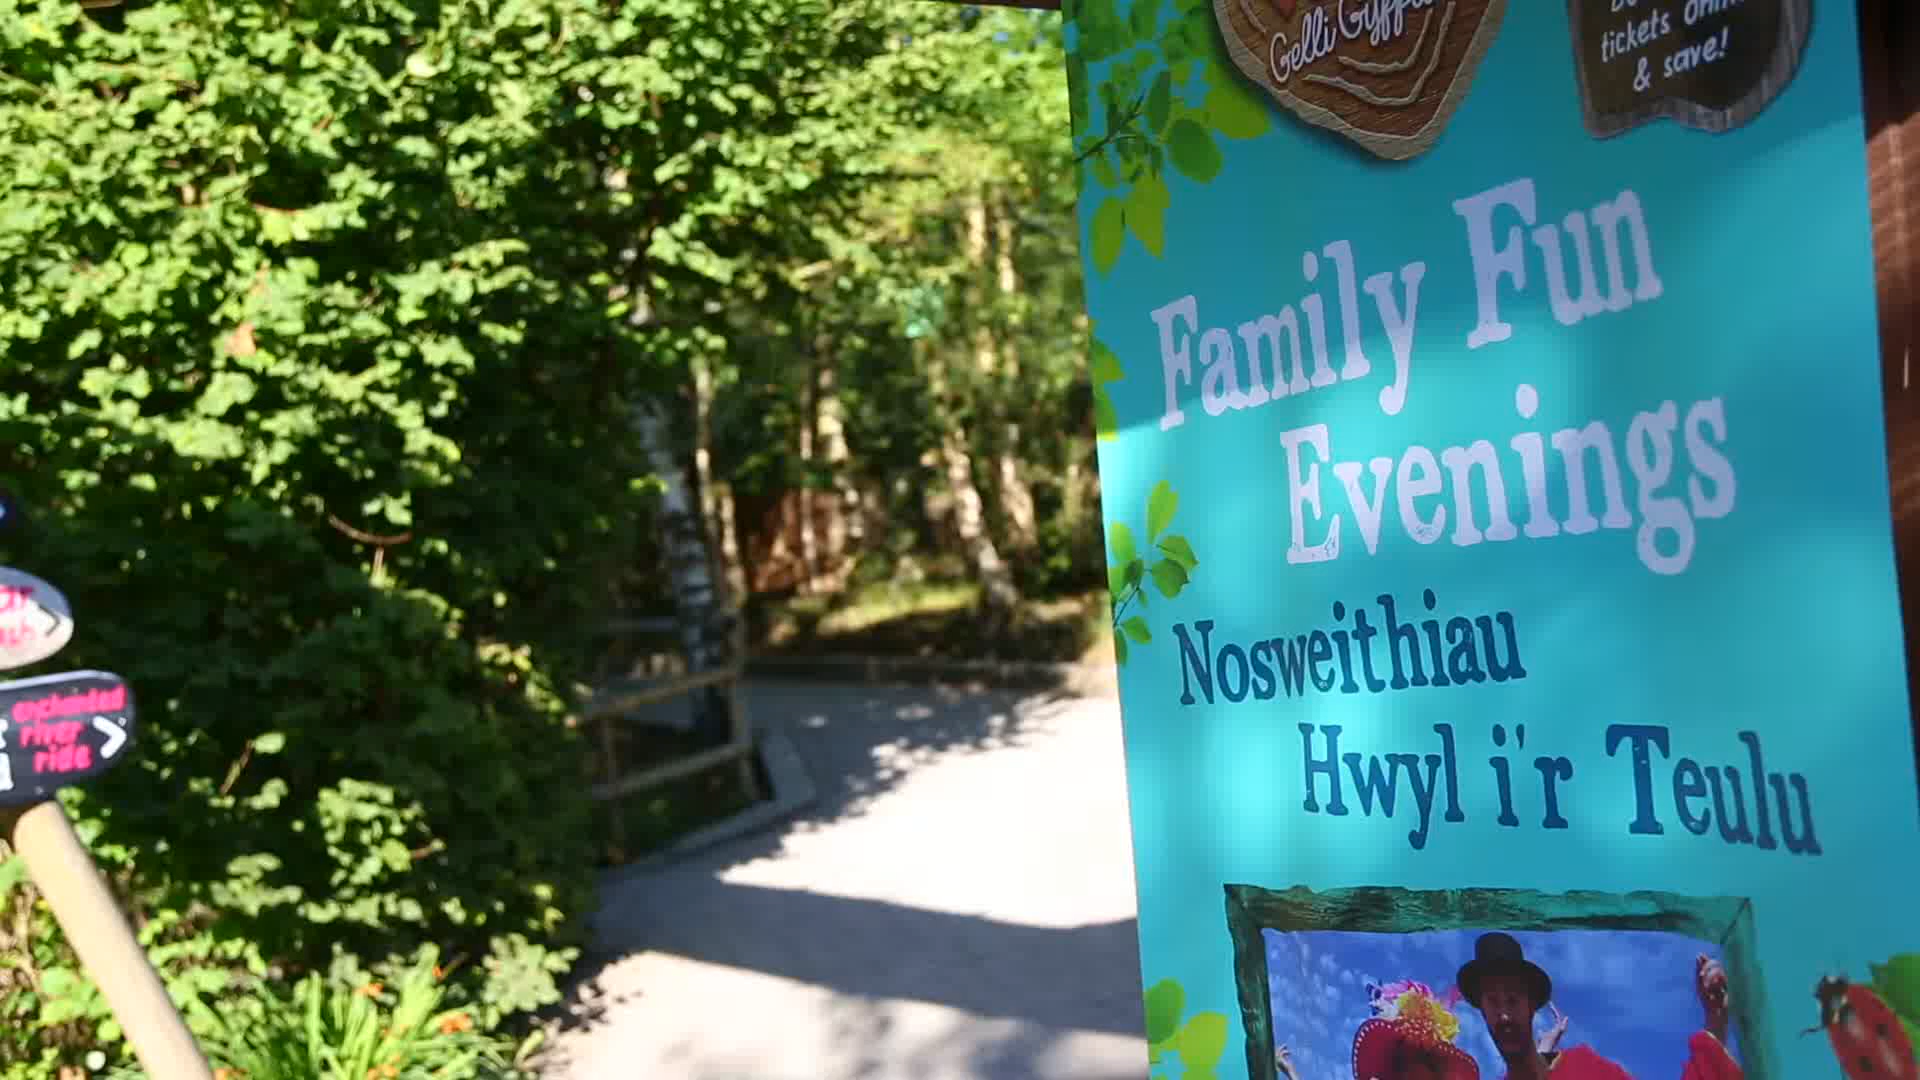 Gelli Gyffwrdd
tickets online
& save!
Family Fun
Evenings
Nosweithiau
Hwyl i'r Teulu
enchanted
river
ride